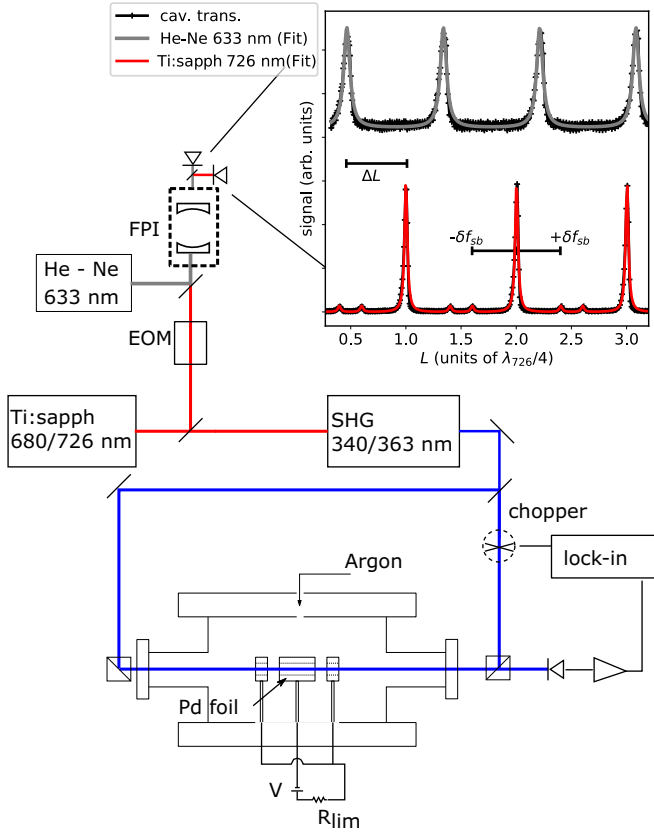 cav. trans.
He-Ne 633 nm (Fit)
Ti:sapph 726 nm(Fit)
signal (arb. units)
ΔL
-δf_sb
+δf_sb
0.5
1.0
1.5
2.0
2.5
3.0
L (units of λ_726/4)
FPI
He - Ne
633 nm
EOM
Ti:sapph
680/726 nm
SHG
340/363 nm
chopper
lock-in
Argon
Pd foil
V
R_lim